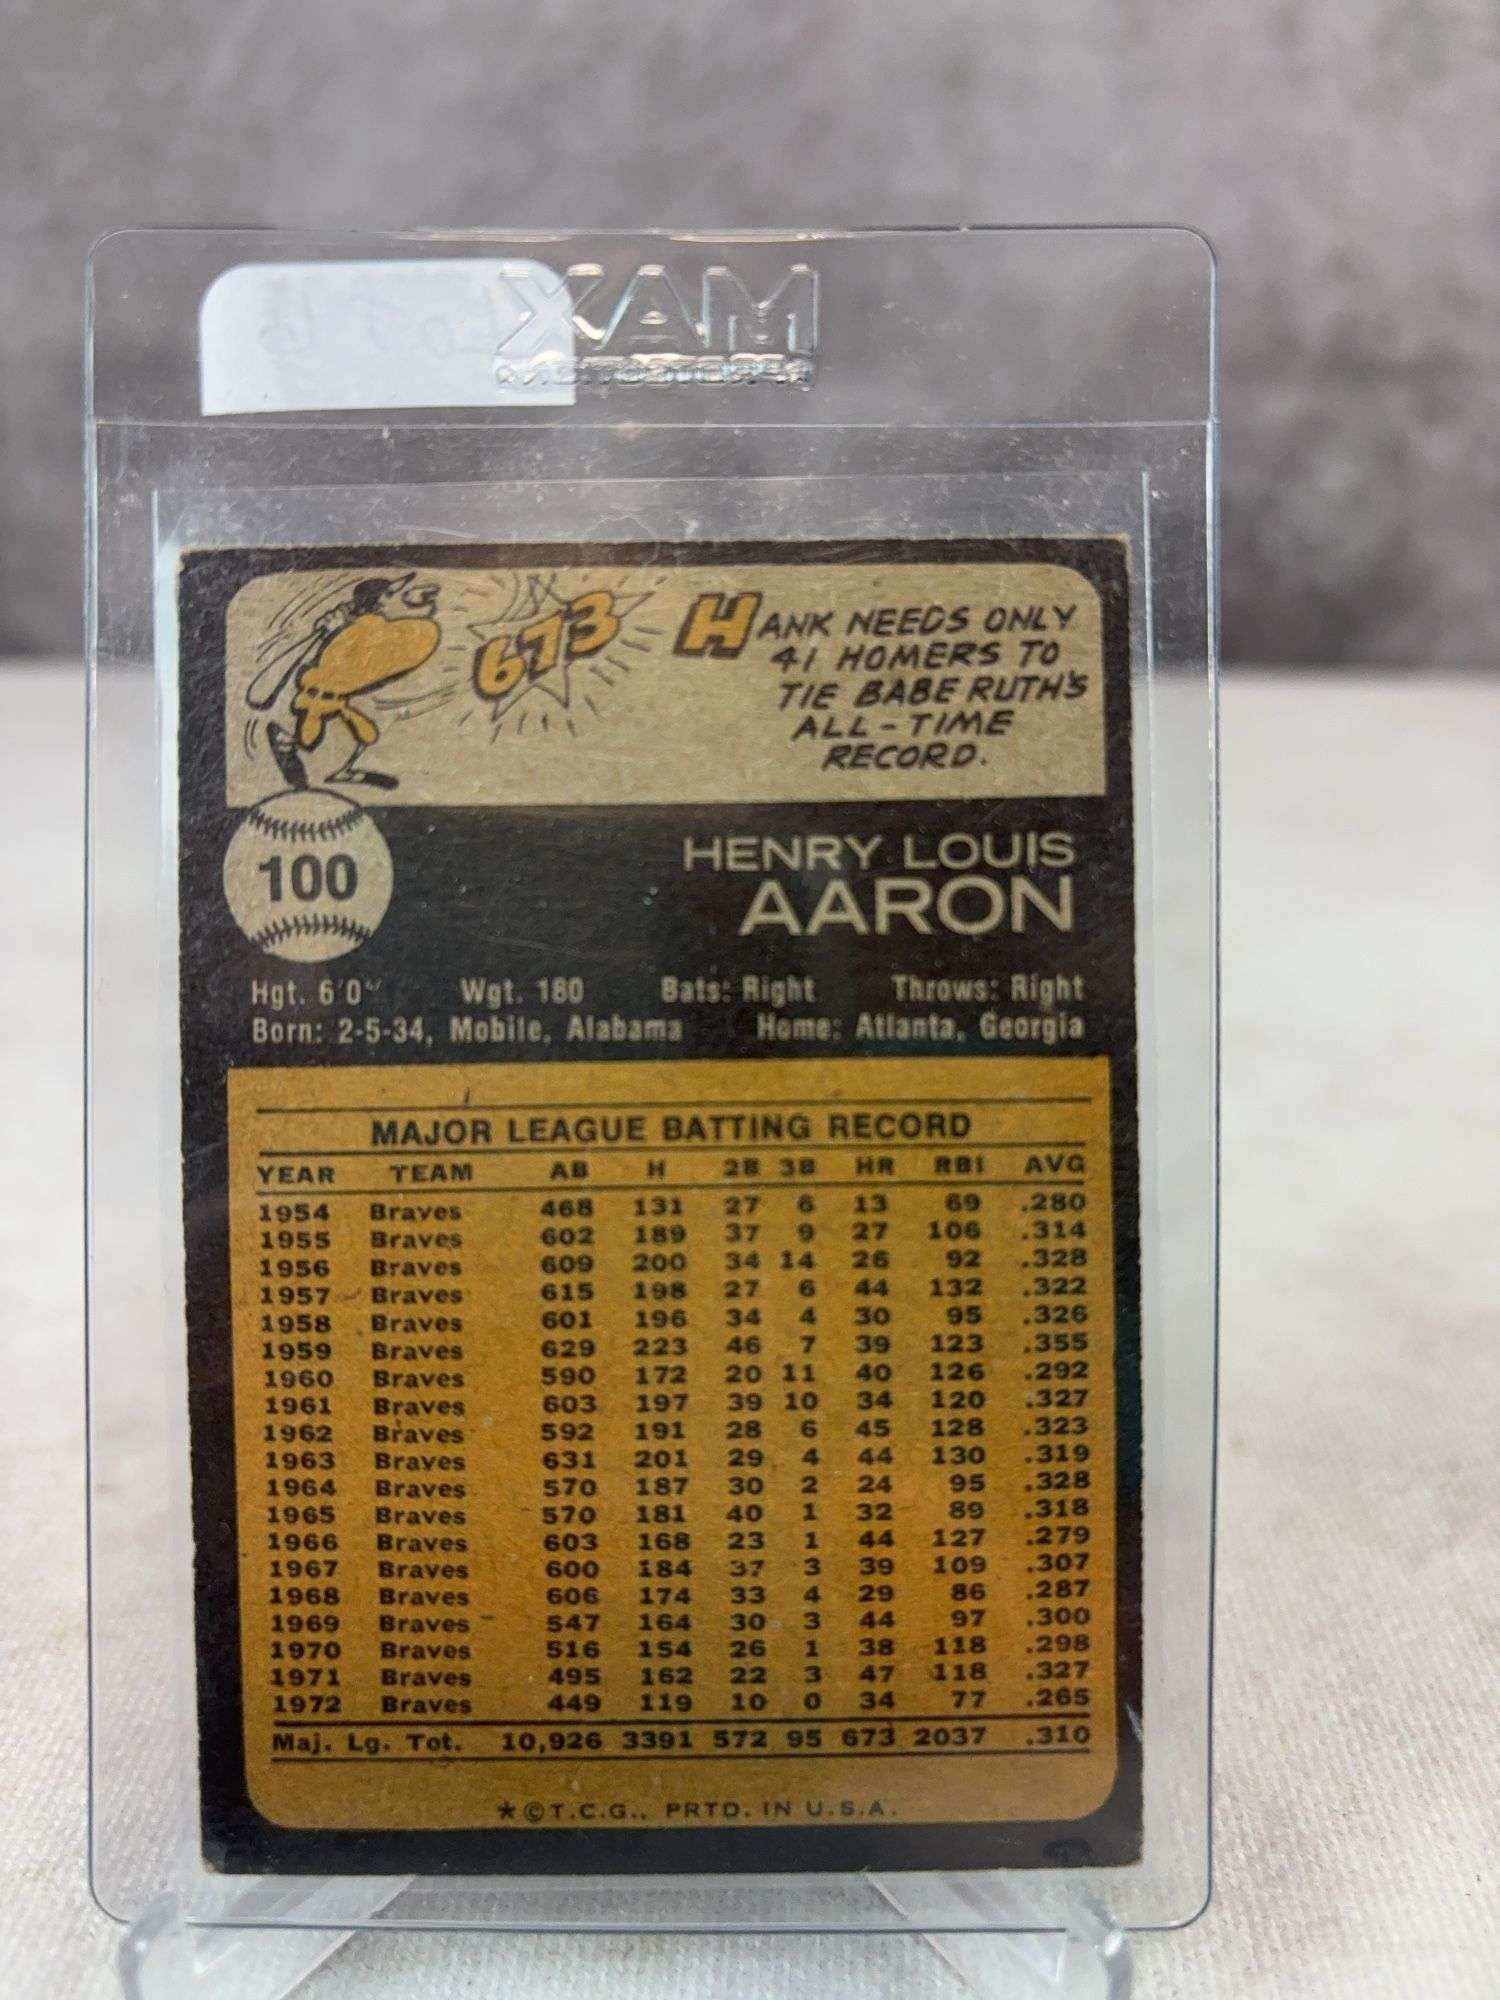 MAX
PROTECTION
673
HANK NEEDS ONLY
41 HOMERS TO
TIE BABE RUTH'S
ALL-TIME
RECORD.
100
HENRY LOUIS
AARON
Hgt. 6'0" Wgt. 180 Bats: Right Throws: Right
Born: 2-5-34, Mobile, Alabama Home: Atlanta, Georgia
MAJOR LEAGUE BATTING RECORD
YEAR TEAM AB H 2B 3B HR RBI AVG
1954 Braves 468 131 27 6 13 69 .280
1955 Braves 602 189 37 9 27 106 .314
1956 Braves 609 200 34 14 26 92 .328
1957 Braves 615 198 27 6 44 132 .322
1958 Braves 601 196 34 4 30 95 .326
1959 Braves 629 223 46 7 39 123 .355
1960 Braves 590 172 20 11 40 126 .292
1961 Braves 603 197 39 10 34 120 .327
1962 Braves 592 191 28 6 45 128 .323
1963 Braves 631 201 29 4 44 130 .319
1964 Braves 570 187 30 2 24 95 .328
1965 Braves 570 181 40 1 32 89 .318
1966 Braves 603 168 23 1 44 127 .279
1967 Braves 600 184 37 3 39 109 .307
1968 Braves 606 174 33 4 29 86 .287
1969 Braves 547 164 30 3 44 97 .300
1970 Braves 516 154 26 1 38 118 .298
1971 Braves 495 162 22 3 47 118 .327
1972 Braves 449 119 10 0 34 77 .265
Maj. Lg. Tot. 10,926 3391 572 95 673 2037 .310
*©T.C.G., PRTD. IN U.S.A.